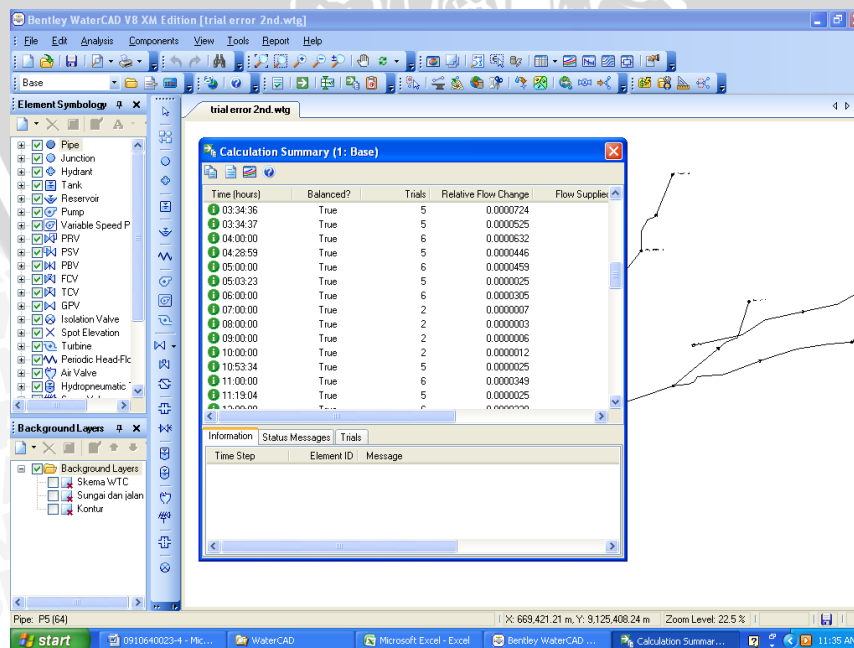 Bentley WaterCAD V8 XM Edition [trial error 2nd.wtg]
File Edit Analysis Components View Tools Report Help
Base
Element Symbology
trial error 2nd.wtg
Pipe
Junction
Hydrant
Tank
Reservoir
Pump
Variable Speed P
PRV
PSV
PBV
FCV
TCV
GPV
Isolation Valve
Spot Elevation
Turbine
Periodic Head-Flo
Air Valve
Hydropneumatic
Background Layers
Background Layers
Skema WTC
Sungai dan jalan
Kontur
Calculation Summary (1: Base)
Time (hours) Balanced? Trials Relative Flow Change Flow Supplied
03:34:36 True 5 0.0000724
03:34:37 True 5 0.0000525
04:00:00 True 6 0.0000632
04:28:59 True 5 0.0000446
05:00:00 True 6 0.0000459
05:03:23 True 5 0.0000025
06:00:00 True 6 0.0000305
07:00:00 True 2 0.0000007
08:00:00 True 2 0.0000003
09:00:00 True 2 0.0000006
10:00:00 True 2 0.0000012
10:53:34 True 5 0.0000025
11:00:00 True 6 0.0000349
11:19:04 True 5 0.0000025
Information Status Messages Trials
Time Step Element ID Message
Pipe: P5 (64)
X: 669,421.21 m, Y: 9,125,408.24 m Zoom Level: 22.5 %
start 0910640023-4 - Mic... WaterCAD Microsoft Excel - Excel Bentley WaterCAD ... Calculation Summar... 11:35 AM